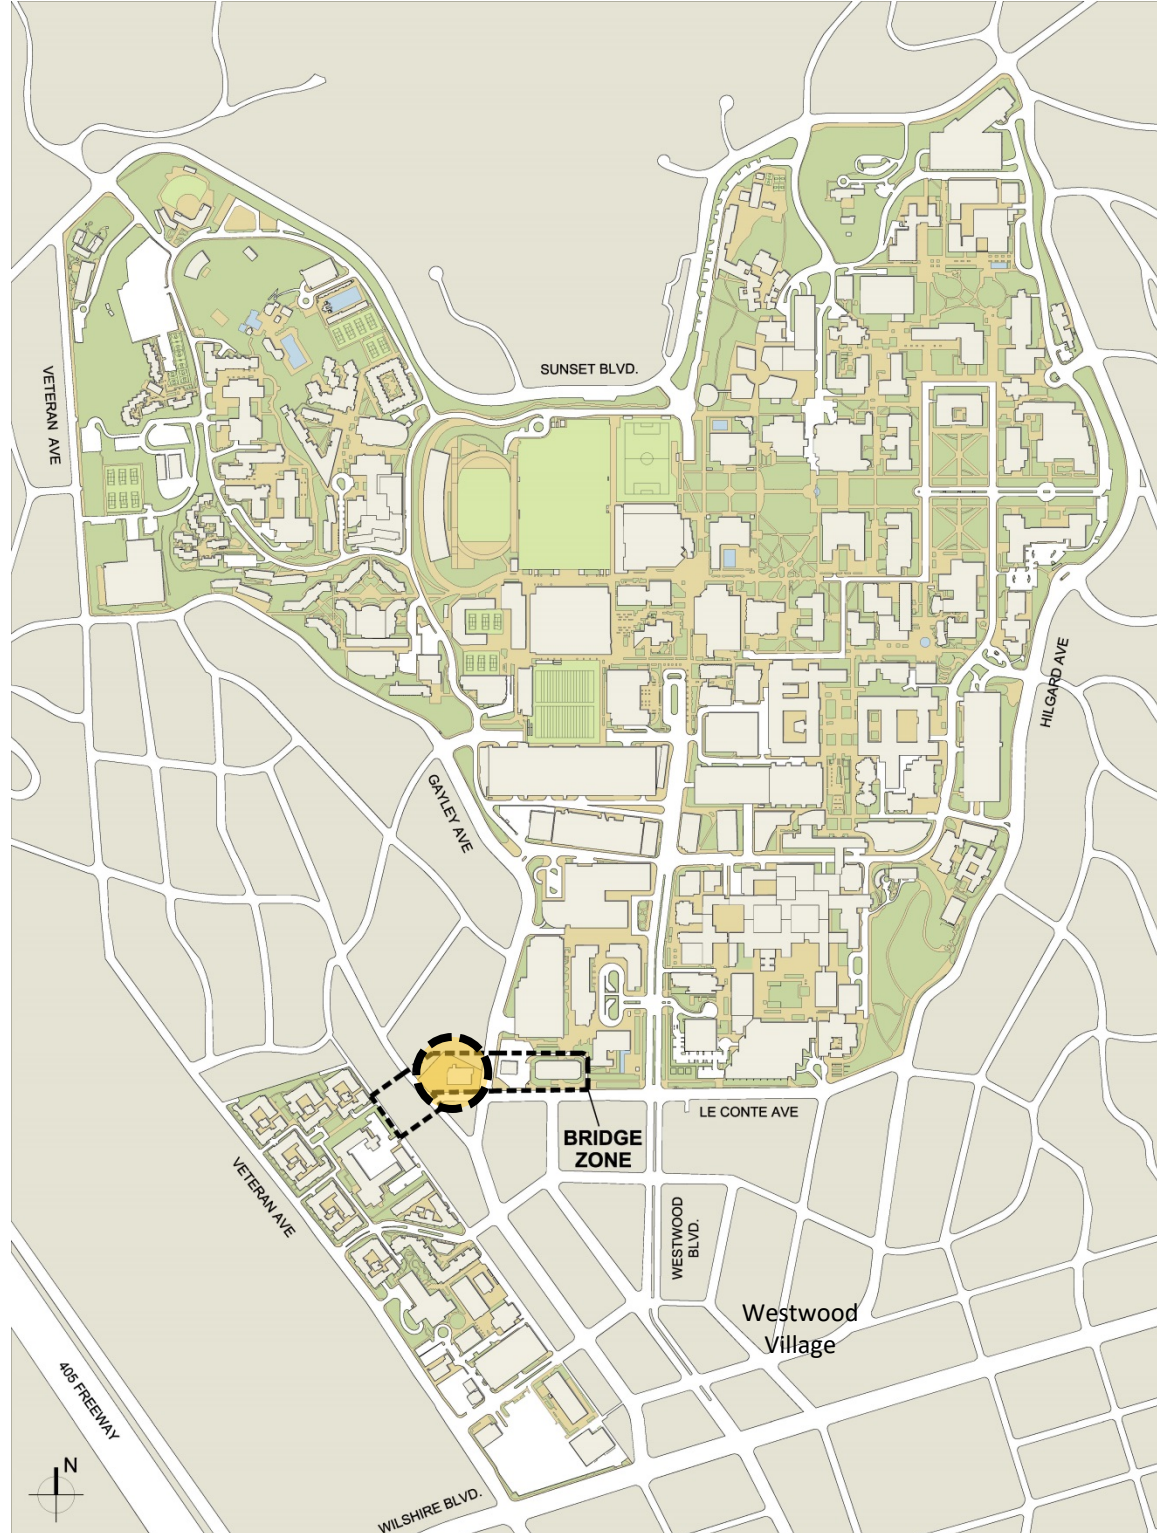 SUNSET BLVD.
VETERAN AVE
HILGARD AVE
GAYLEY AVE
LE CONTE AVE
BRIDGE
ZONE
VETERAN AVE
WESTWOOD
BLVD.
Westwood
Village
405 FREEWAY
N
WILSHIRE BLVD.